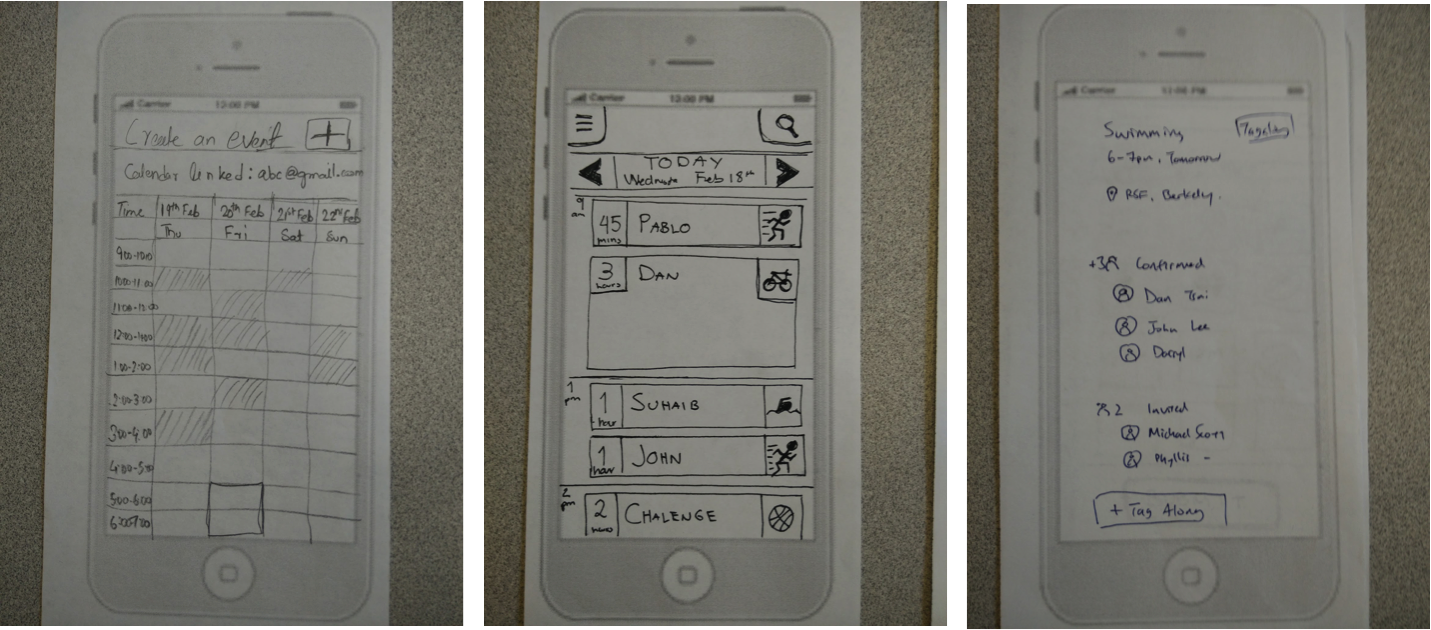 Carrier 12:00 PM
Create an event +
Calendar linked: abc@gmail.com
Time 19th Feb 20th Feb 21st Feb 22nd Feb
Thu Fri Sat Sun
9:00-10:00
10:00-11:00
11:00-12:00
12:00-1:00
1:00-2:00
2:00-3:00
3:00-4:00
4:00-5:00
5:00-6:00
6:00-7:00
Carrier 12:00 PM
TODAY
Feb 18th
9 am
45 mins PABLO
3 hours DAN
1 pm
1 hour SUHAIB
1 hour JOHN
2 pm
2 CHALENGE
Carrier 12:00 PM
Swimming
6-7pm, Tomorrow
RSF, Berkeley.
+3 Confirmed
Dan Tsai
John Lee
Darryl
2 Invited
Michael Scott
Phyllis -
+ Tag Along